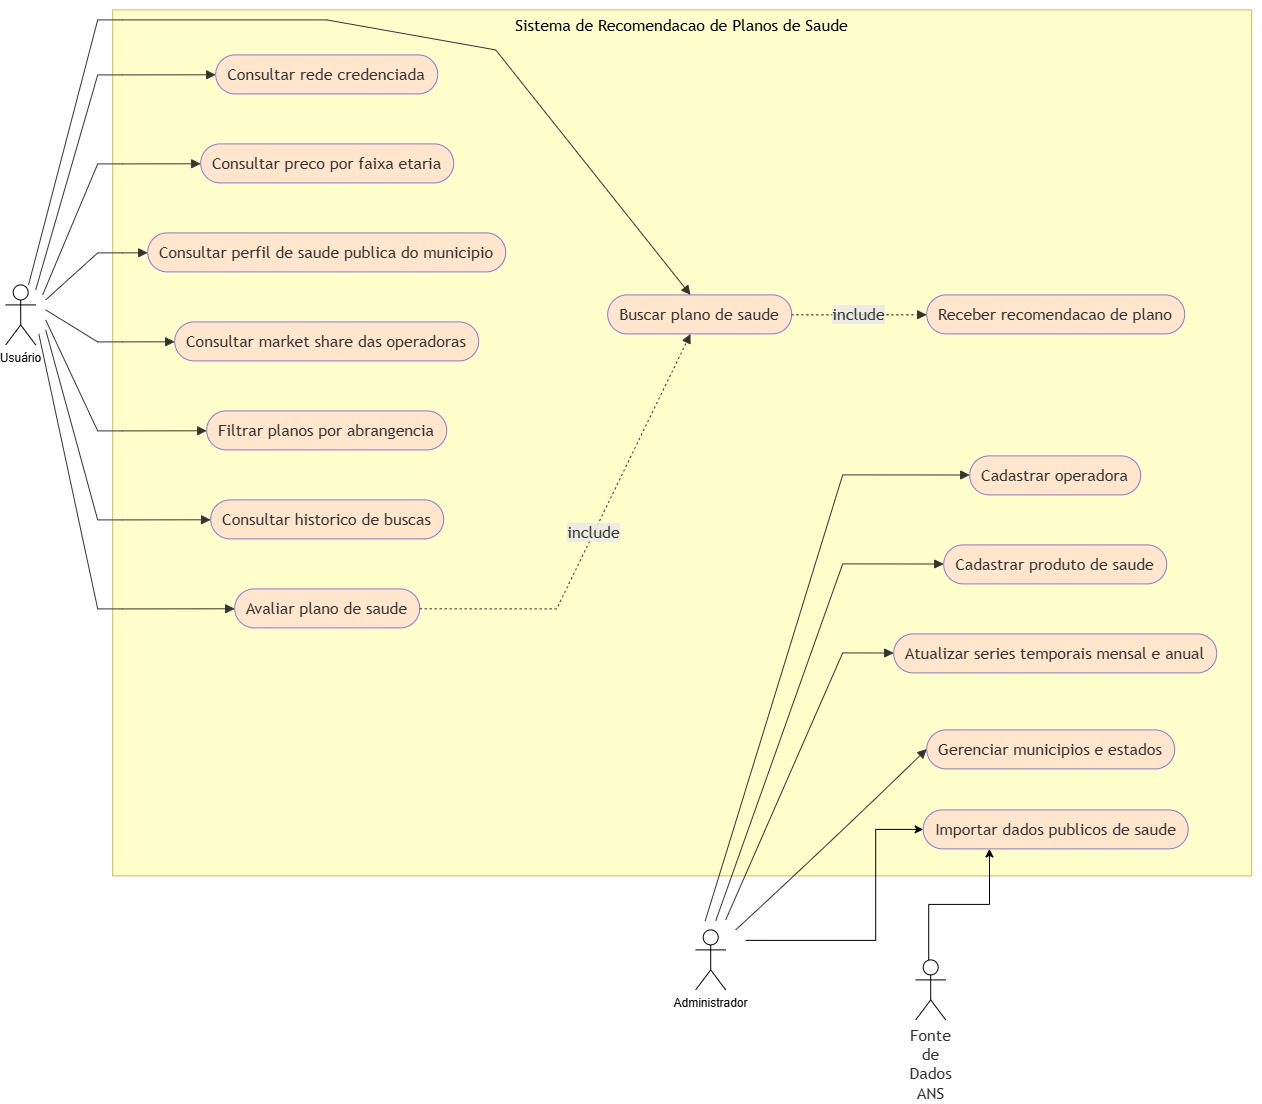 Sistema de Recomendacao de Planos de Saude
Consultar rede credenciada
Consultar preco por faixa etaria
Consultar perfil de saude publica do municipio
Usuário
Consultar market share das operadoras
Filtrar planos por abrangencia
Consultar historico de buscas
Avaliar plano de saude
Buscar plano de saude
include
Receber recomendacao de plano
include
Cadastrar operadora
Cadastrar produto de saude
Atualizar series temporais mensal e anual
Gerenciar municipios e estados
Importar dados publicos de saude
Administrador
Fonte
de
Dados
ANS